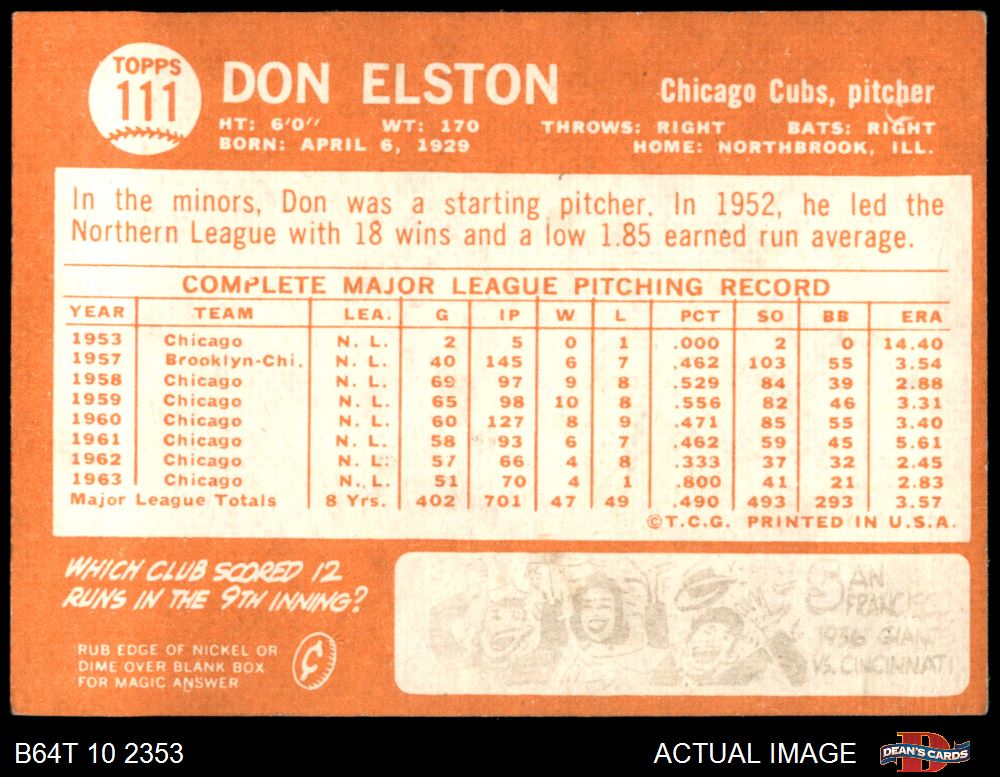 TOPPS
111
DON ELSTON
Chicago Cubs, pitcher
HT: 6'0" WT: 170 THROWS: RIGHT BATS: RIGHT
BORN: APRIL 6, 1929 HOME: NORTHBROOK, ILL.
In the minors, Don was a starting pitcher. In 1952, he led the
Northern League with 18 wins and a low 1.85 earned run average.
COMPLETE MAJOR LEAGUE PITCHING RECORD
YEAR TEAM LEA. G IP W L PCT SO BB ERA
1953 Chicago N. L. 2 5 0 1 .000 2 0 14.40
1957 Brooklyn-Chi. N. L. 40 145 6 7 .462 103 55 3.54
1958 Chicago N. L. 69 97 9 8 .529 84 39 2.88
1959 Chicago N. L. 65 98 10 8 .556 82 46 3.31
1960 Chicago N. L. 60 127 8 9 .471 85 55 3.40
1961 Chicago N. L. 58 93 6 7 .462 59 45 5.61
1962 Chicago N. L. 57 66 4 8 .333 37 32 2.45
1963 Chicago N. L. 51 70 4 1 .800 41 21 2.83
Major League Totals 8 Yrs. 402 701 47 49 .490 493 293 3.57
©T.C.G. PRINTED IN U.S.A.
WHICH CLUB SCORED 12
RUNS IN THE 9TH INNING?
RUB EDGE OF NICKEL OR
DIME OVER BLANK BOX
FOR MAGIC ANSWER
¢
SAN
1936
VS. CINCINNATI
B64T 10 2353
ACTUAL IMAGE
DEAN'S CARDS